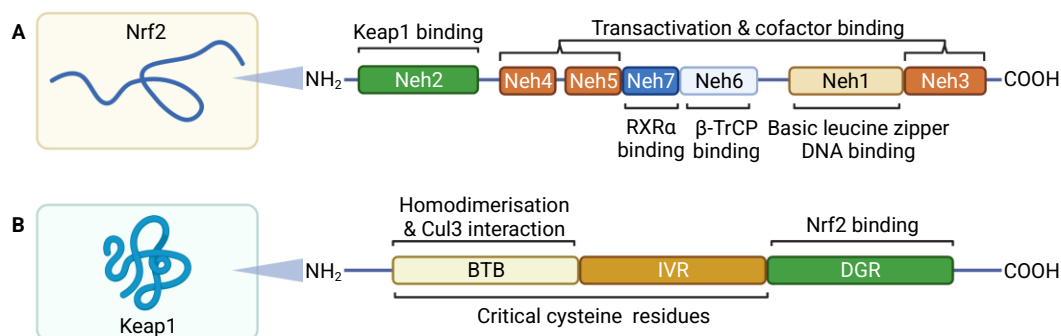 A
Nrf2
Keap1 binding
Transactivation & cofactor binding
NH2
Neh2
Neh4
Neh5
Neh7
Neh6
Neh1
Neh3
COOH
RXRα
binding
β-TrCP
binding
Basic leucine zipper
DNA binding
B
Keap1
Homodimerisation
& Cul3 interaction
Nrf2 binding
NH2
BTB
IVR
DGR
COOH
Critical cysteine residues